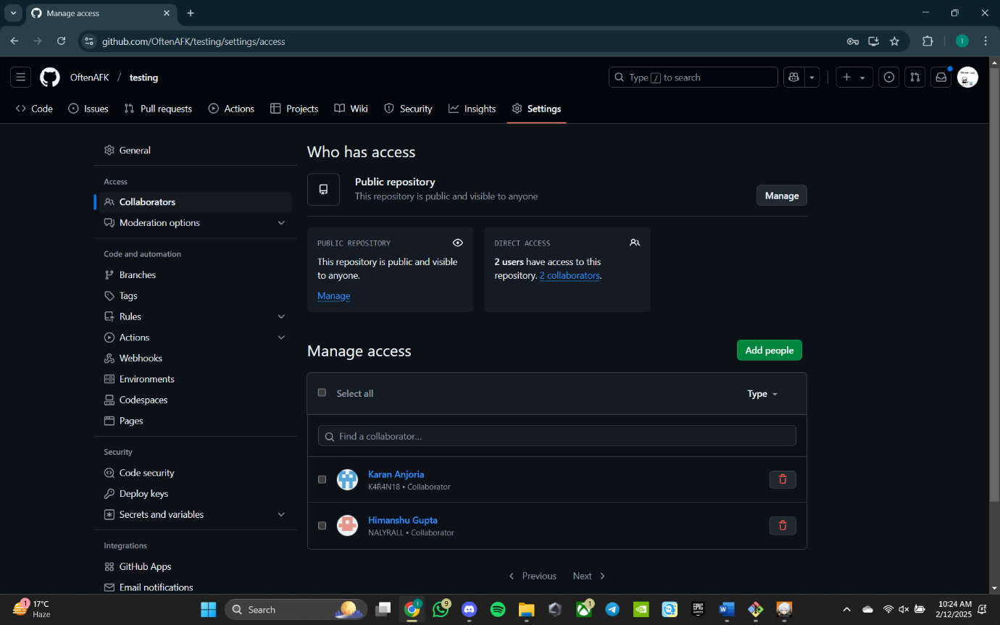 Manage access
github.com/OftenAFK/testing/settings/access
OftenAFK / testing
Type / to search
Code
Issues
Pull requests
Actions
Projects
Wiki
Security
Insights
Settings
General
Access
Collaborators
Moderation options
Code and automation
Branches
Tags
Rules
Actions
Webhooks
Environments
Codespaces
Pages
Security
Code security
Deploy keys
Secrets and variables
Integrations
GitHub Apps
Email notifications
Who has access
Public repository
This repository is public and visible to anyone
Manage
PUBLIC REPOSITORY
This repository is public and visible
to anyone.
Manage
DIRECT ACCESS
2 users have access to this
repository. 2 collaborators.
Manage access
Add people
Select all
Type
Find a collaborator...
Karan Anjoria
K4R4N18 • Collaborator
Himanshu Gupta
NALYRALL • Collaborator
Previous
Next
1
17°C
Haze
Search
9
1
EPIC
GAMES
10:24 AM
2/12/2025